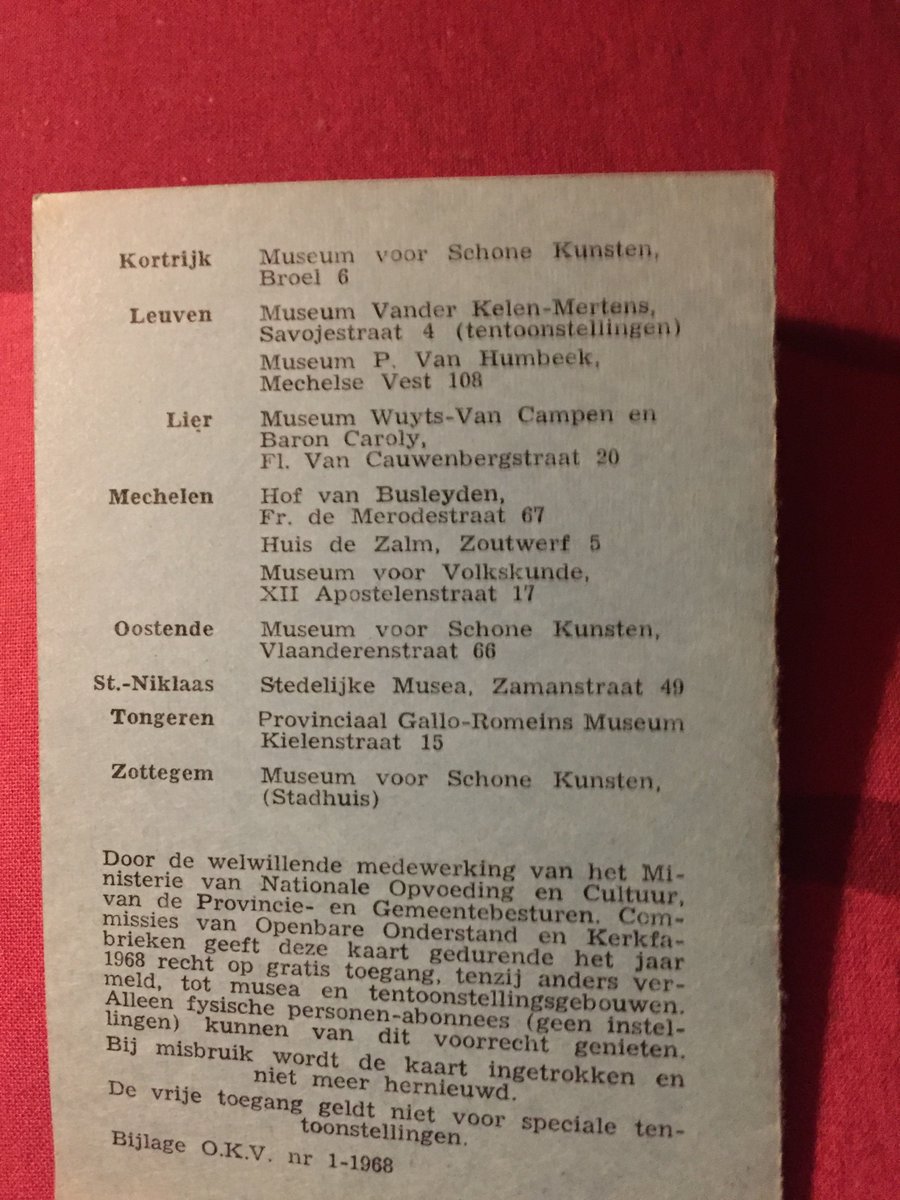 Kortrijk Museum voor Schone Kunsten,
Broel 6
Leuven Museum Vander Kelen-Mertens,
Savojestraat 4 (tentoonstellingen)
Museum P. Van Humbeek,
Mechelse Vest 108
Lier Museum Wuyts-Van Campen en
Baron Caroly,
Fl. Van Cauwenbergstraat 20
Mechelen Hof van Busleyden,
Fr. de Merodestraat 67
Huis de Zalm, Zoutwerf 5
Museum voor Volkskunde,
XII Apostelenstraat 17
Oostende Museum voor Schone Kunsten,
Vlaanderenstraat 66
St.-Niklaas Stedelijke Musea, Zamanstraat 49
Tongeren Provinciaal Gallo-Romeins Museum
Kielenstraat 15
Zottegem Museum voor Schone Kunsten,
(Stadhuis)
Door de welwillende medewerking van het Mi-
nisterie van Nationale Opvoeding en Cultuur,
van de Provincie- en Gemeentebesturen. Com-
missies van Openbare Onderstand en Kerkfa-
brieken geeft deze kaart gedurende het jaar
1968 recht op gratis toegang, tenzij anders ver-
meld, tot musea en tentoonstellingsgebouwen.
Alleen fysische personen-abonnees (geen instel-
lingen) kunnen van dit voorrecht genieten.
Bij misbruik wordt de kaart ingetrokken en
niet meer hernieuwd.
De vrije toegang geldt niet voor speciale ten-
toonstellingen.
Bijlage O.K.V. nr 1-1968